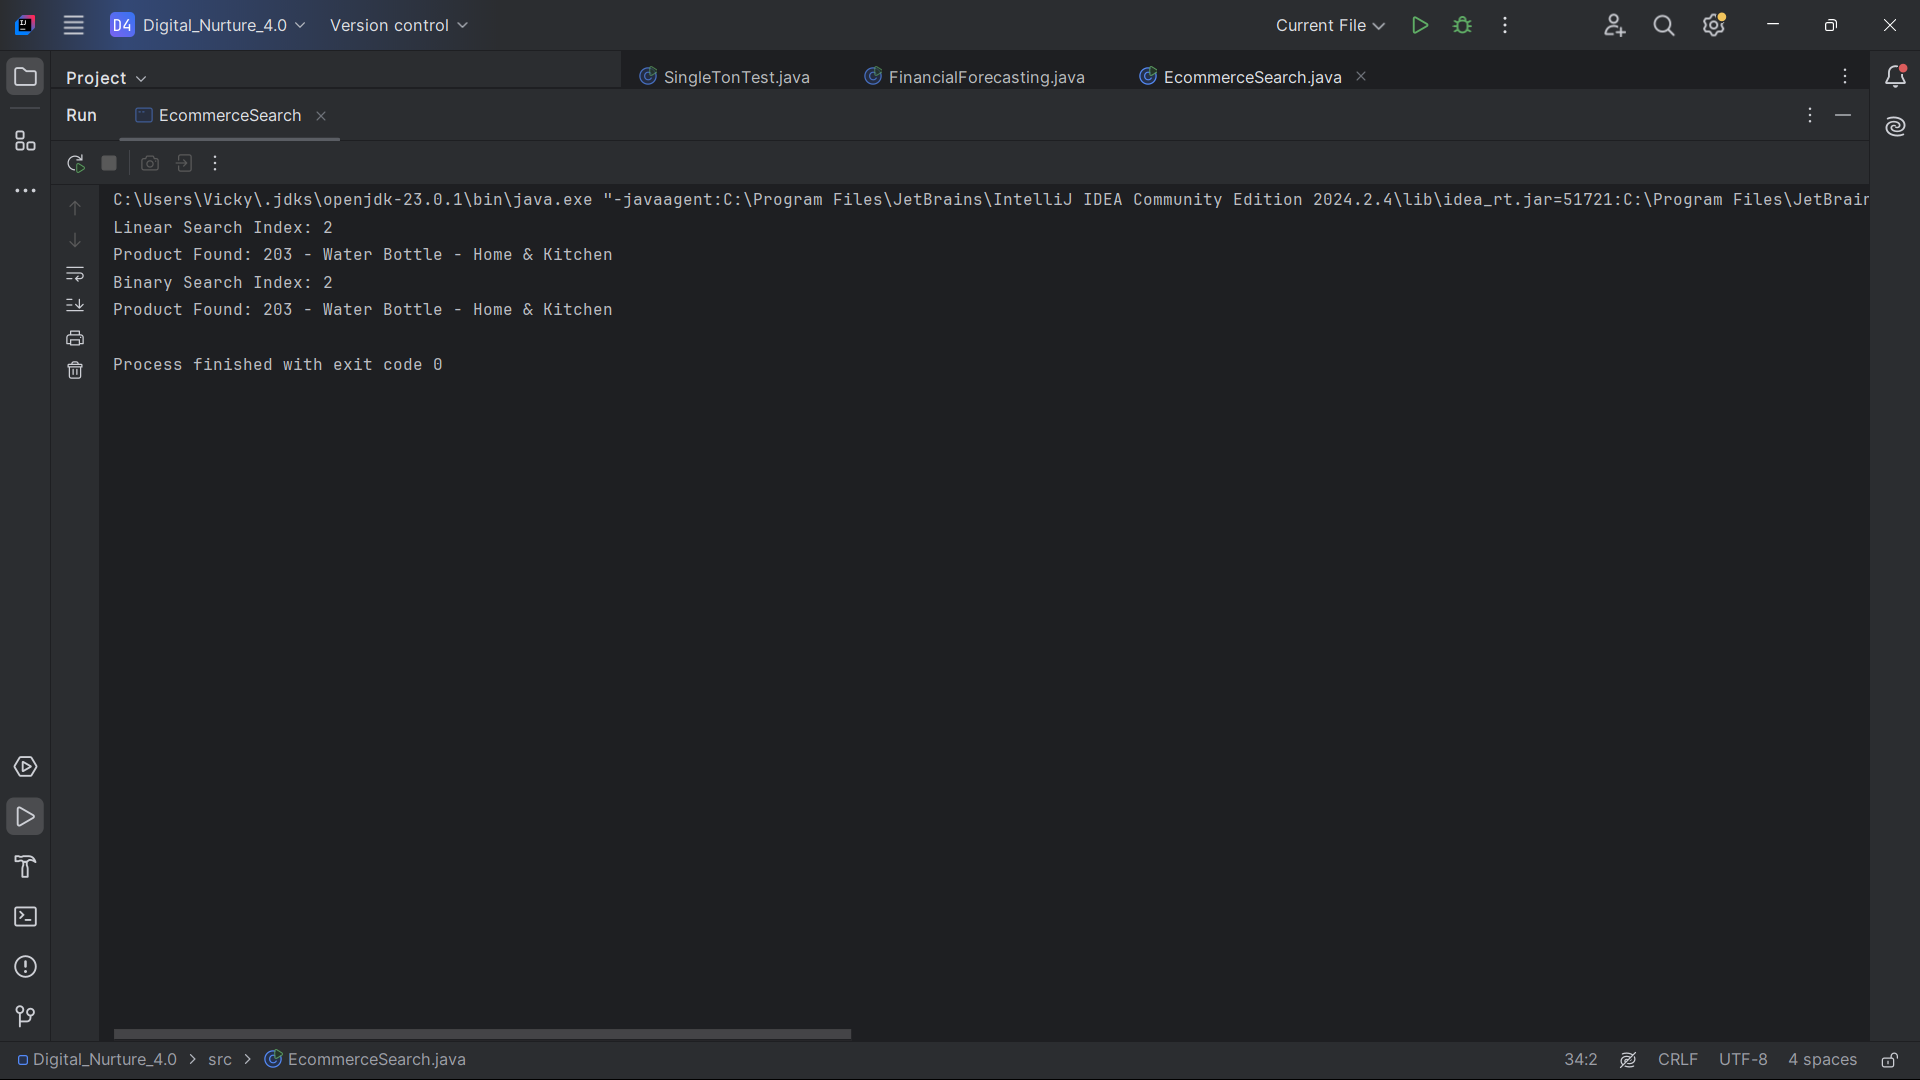 D4 Digital_Nurture_4.0 Version control Current File
Project SingleTonTest.java FinancialForecasting.java EcommerceSearch.java
Run EcommerceSearch
C:\Users\Vicky\.jdks\openjdk-23.0.1\bin\java.exe "-javaagent:C:\Program Files\JetBrains\IntelliJ IDEA Community Edition 2024.2.4\lib\idea_rt.jar=51721:C:\Program Files\JetBrain
Linear Search Index: 2
Product Found: 203 - Water Bottle - Home & Kitchen
Binary Search Index: 2
Product Found: 203 - Water Bottle - Home & Kitchen
Process finished with exit code 0
Digital_Nurture_4.0 > src > EcommerceSearch.java 34:2 CRLF UTF-8 4 spaces